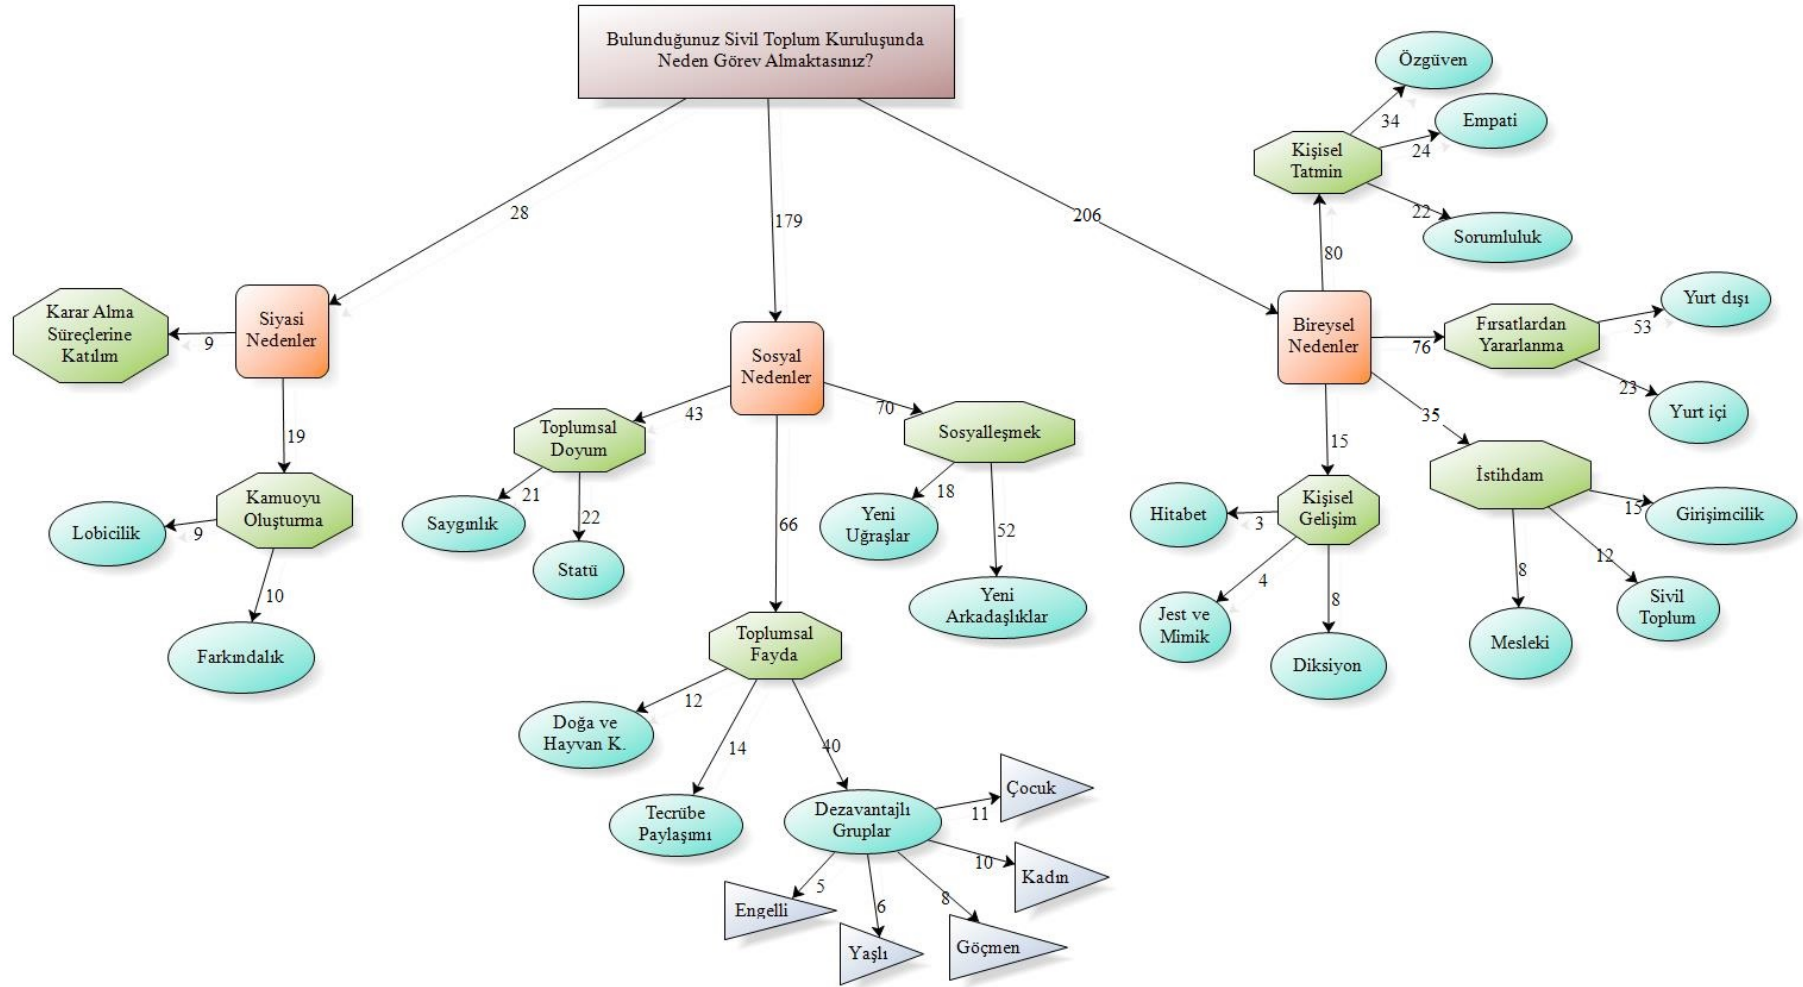 Bulunduğunuz Sivil Toplum Kuruluşunda
Neden Görev Almaktasınız?
28
179
206
Siyasi
Nedenler
9
Karar Alma
Süreçlerine
Katılım
19
Kamuoyu
Oluşturma
9
Lobicilik
10
Farkındalık
Sosyal
Nedenler
43
Toplumsal
Doyum
21
Saygınlık
22
Statü
66
Toplumsal
Fayda
12
Doğa ve
Hayvan K.
14
Tecrübe
Paylaşımı
40
Dezavantajlı
Gruplar
5
Engelli
6
Yaşlı
8
Göçmen
10
Kadın
11
Çocuk
70
Sosyalleşmek
18
Yeni
Uğraşlar
52
Yeni
Arkadaşlıklar
Bireysel
Nedenler
80
Kişisel
Tatmin
34
Özgüven
24
Empati
22
Sorumluluk
76
Fırsatlardan
Yararlanma
53
Yurt dışı
23
Yurt içi
35
İstihdam
15
Girişimcilik
12
Sivil
Toplum
8
Mesleki
15
Kişisel
Gelişim
3
Hitabet
4
Jest ve
Mimik
8
Diksiyon